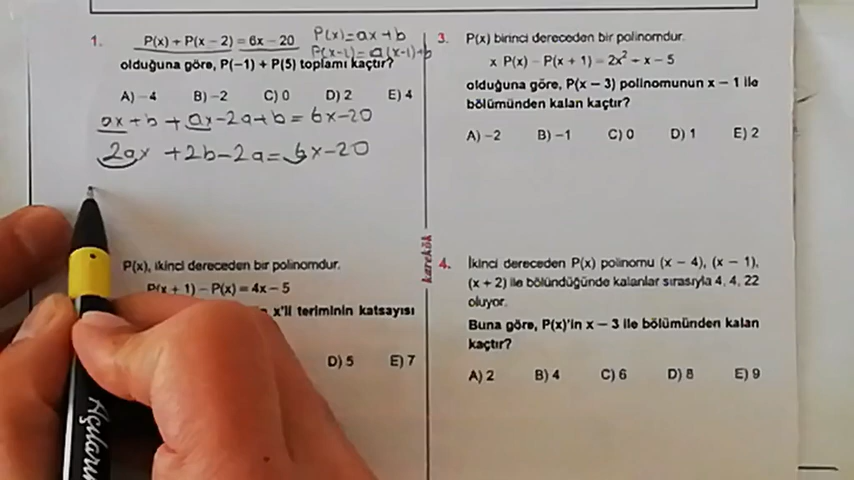 1. P(x) + P(x − 2) = 6x − 20
P(x)=ax+b
P(x-2)=a(x-2)+b
olduğuna göre, P(−1) + P(5) toplamı kaçtır?
A) −4 B) −2 C) 0 D) 2 E) 4
ax+b+ax-2a+b=6x-20
2ax+2b-2a=6x-20
P(x), ikinci dereceden bir polinomdur.
P(x + 1) − P(x) = 4x − 5
x'li teriminin katsayısı
D) 5 E) 7
karekök
3. P(x) birinci dereceden bir polinomdur.
x P(x) − P(x + 1) = 2x² − x − 5
olduğuna göre, P(x − 3) polinomunun x − 1 ile
bölümünden kalan kaçtır?
A) −2 B) −1 C) 0 D) 1 E) 2
4. İkinci dereceden P(x) polinomu (x − 4), (x − 1),
(x + 2) ile bölündüğünde kalanlar sırasıyla 4, 4, 22
oluyor.
Buna göre, P(x)'in x − 3 ile bölümünden kalan
kaçtır?
A) 2 B) 4 C) 6 D) 8 E) 9
Açıların